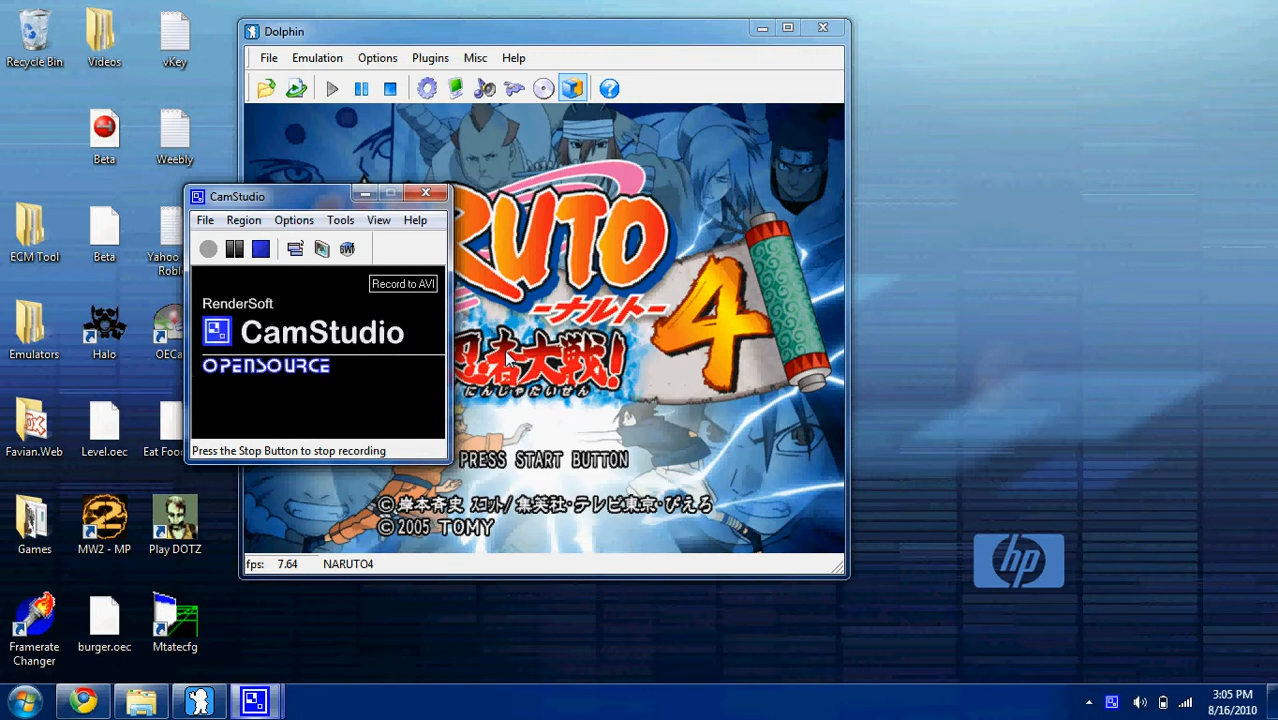 Recycle Bin
Videos
vKey
Beta
Weebly
ECM Tool
Beta
Yahoo
Robl
Emulators
Halo
OECa
Favian.Web
Level.oec
Eat Foo
Games
MW2 - MP
Play DOTZ
Framerate
Changer
burger.oec
Mtatecfg
Dolphin
File Emulation Options Plugins Misc Help
RUTO
-ナルト-
4
忍者大戦!
にんじゃたいせん
PRESS START BUTTON
©岸本斉史 スコット/集英社・テレビ東京・ぴえろ
© 2005 TOMY
fps: 7.64 NARUTO4
CamStudio
File Region Options Tools View Help
Record to AVI
RenderSoft
CamStudio
OPENSOURCE
Press the Stop Button to stop recording
hp
3:05 PM
8/16/2010